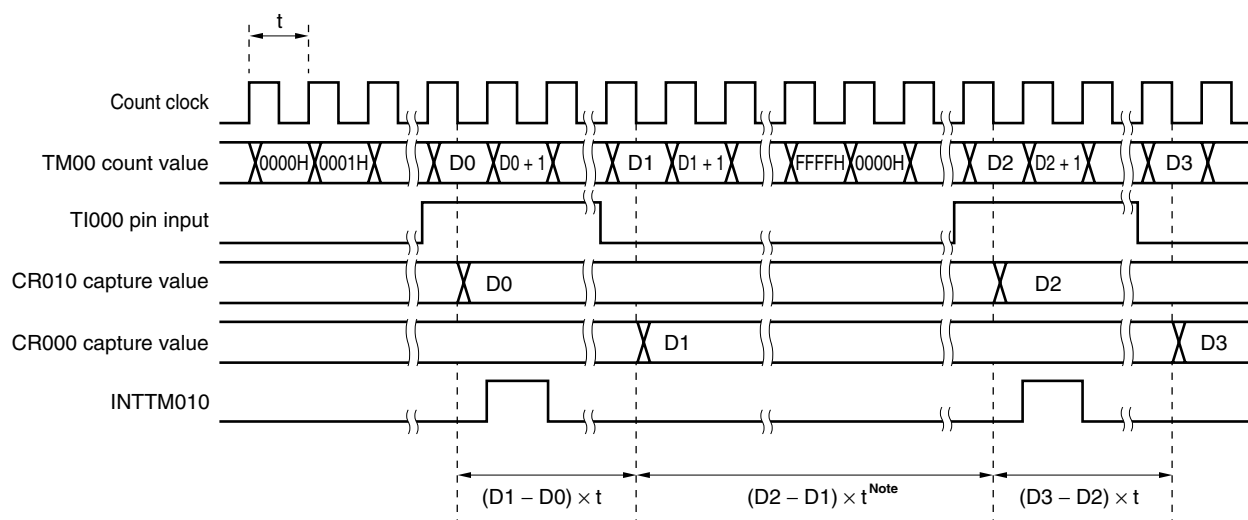 t
Count clock
TM00 count value 0000H 0001H D0 D0 + 1 D1 D1 + 1 FFFFH 0000H D2 D2 + 1 D3
TI000 pin input
CR010 capture value D0 D2
CR000 capture value D1 D3
INTTM010
(D1 − D0) × t (D2 − D1) × t Note (D3 − D2) × t